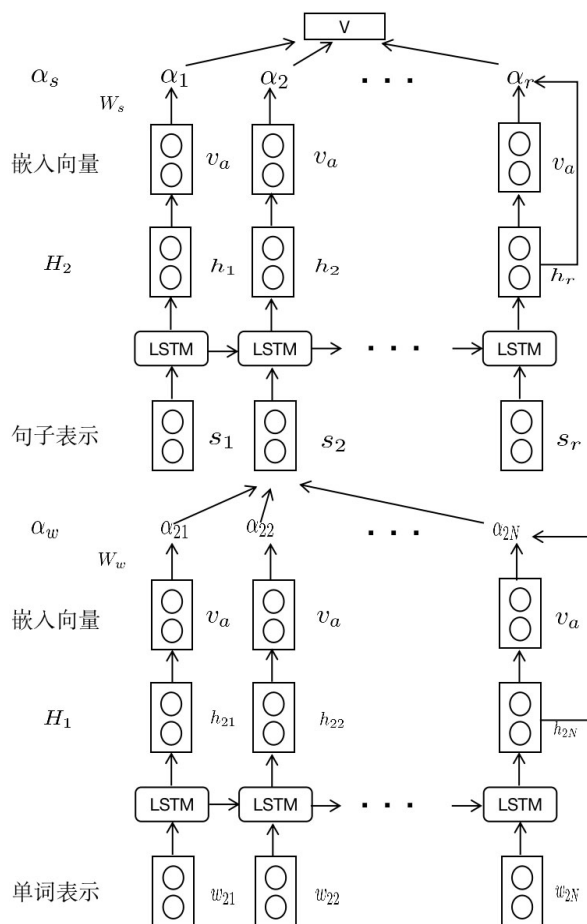 V
α_s α_1 α_2 · · · α_r
W_s
嵌入向量 v_a v_a v_a
H_2 h_1 h_2 h_r
LSTM LSTM · · · LSTM
句子表示 s_1 s_2 s_r
α_w α_21 α_22 · · · α_2N
W_w
嵌入向量 v_a v_a v_a
H_1 h_21 h_22 h_2N
LSTM LSTM · · · LSTM
单词表示 w_21 w_22 w_2N